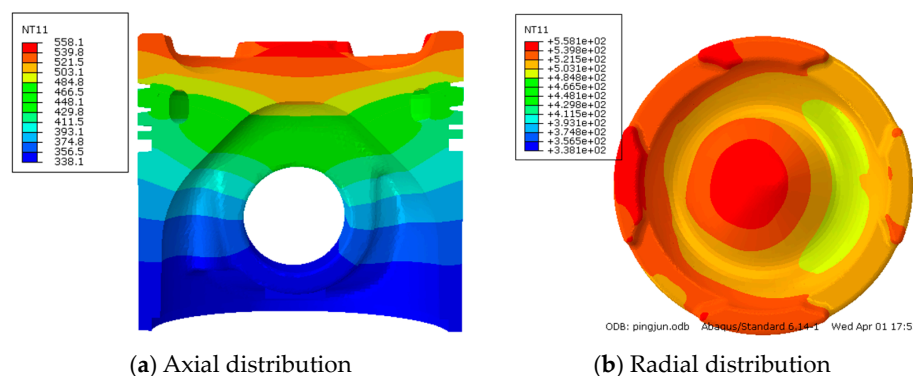 NT11
558.1
539.8
521.5
503.1
484.8
466.5
448.1
429.8
411.5
393.1
374.8
356.5
338.1
NT11
+5.581e+02
+5.398e+02
+5.215e+02
+5.031e+02
+4.848e+02
+4.665e+02
+4.481e+02
+4.298e+02
+4.115e+02
+3.931e+02
+3.748e+02
+3.565e+02
+3.381e+02
ODB: pingjun.odb Abaqus/Standard 6.14-1 Wed Apr 01 17:5
(a) Axial distribution
(b) Radial distribution